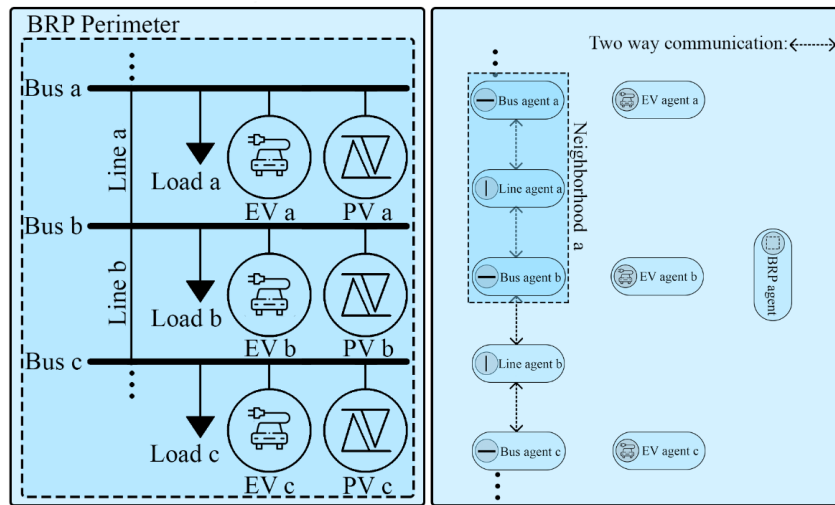 BRP Perimeter
Bus a
Line a
Load a
EV a
PV a
Bus b
Line b
Load b
EV b
PV b
Bus c
Load c
EV c
PV c
Two way communication:
Bus agent a
EV agent a
Neighborhood a
Line agent a
Bus agent b
EV agent b
BRP agent
Line agent b
Bus agent c
EV agent c